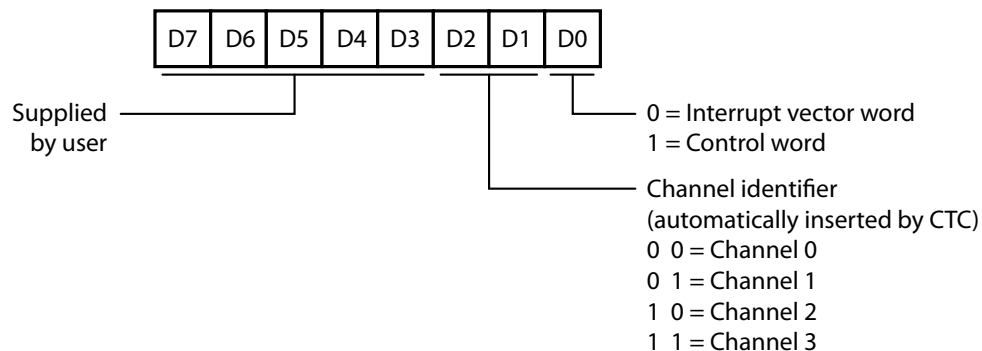 D7 D6 D5 D4 D3 D2 D1 D0
Supplied
by user
0 = Interrupt vector word
1 = Control word
Channel identifier
(automatically inserted by CTC)
0 0 = Channel 0
0 1 = Channel 1
1 0 = Channel 2
1 1 = Channel 3